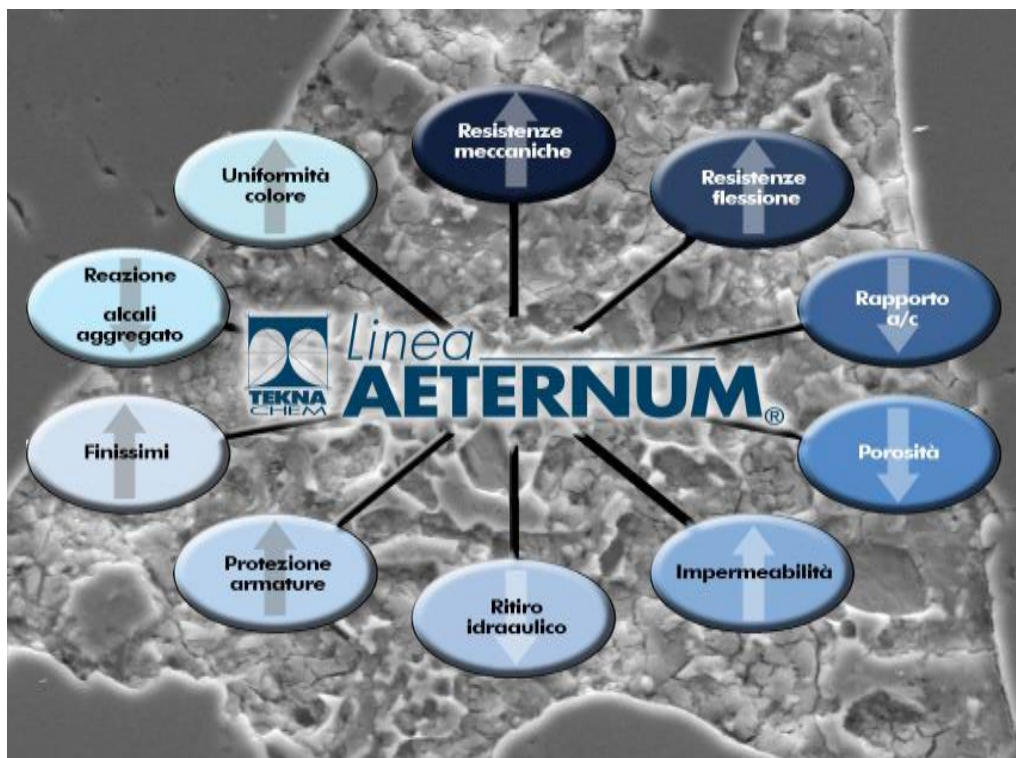 Resistenze
meccaniche
Resistenze
flessione
Rapporto
a/c
Porosità
Impermeabilità
Ritiro
idraaulico
Protezione
armature
Finissimi
Reazione
alcali
aggregato
Uniformità
colore
TEKNA
CHEM
Linea
AETERNUM®